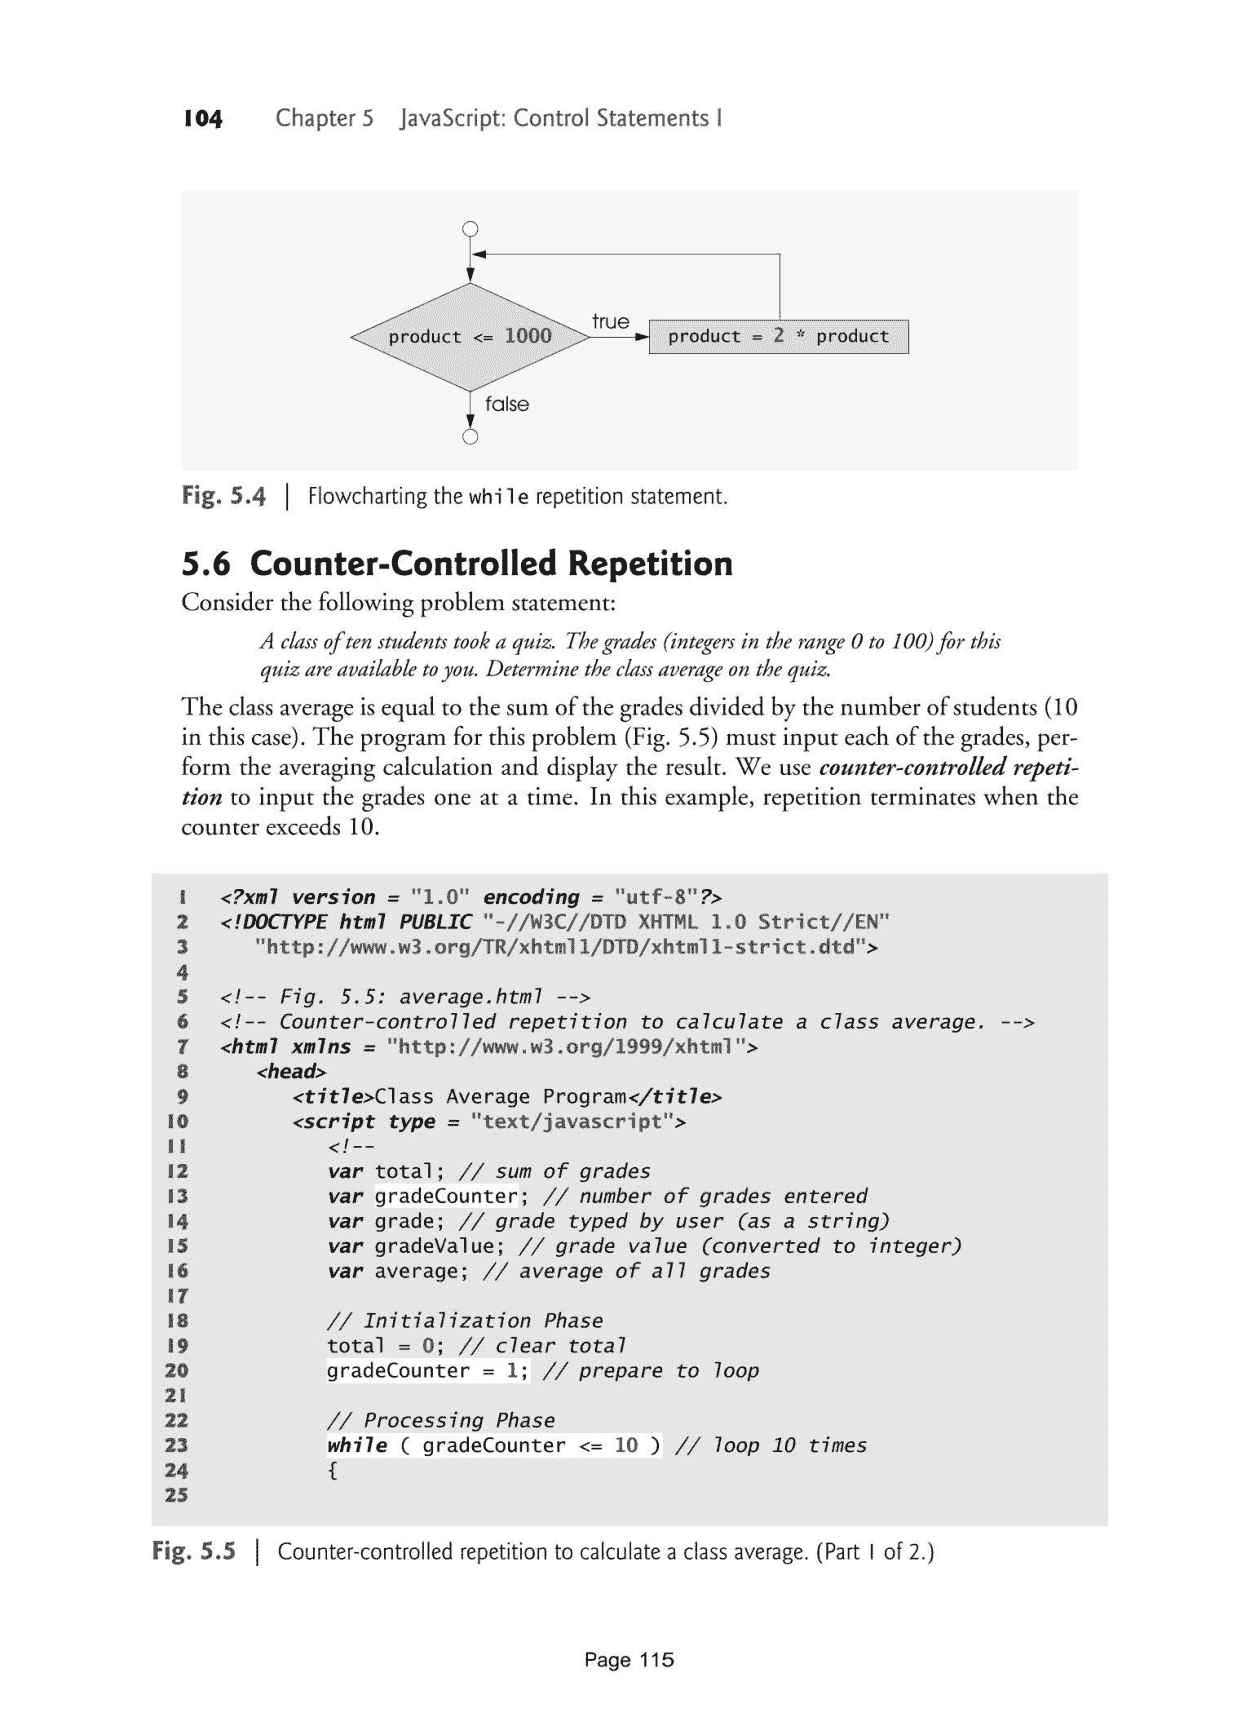 104 Chapter 5 JavaScript: Control Statements I
product <= 1000
true
product = 2 * product
false
Fig. 5.4 | Flowcharting the while repetition statement.
5.6 Counter-Controlled Repetition
Consider the following problem statement:
A class of ten students took a quiz. The grades (integers in the range 0 to 100) for this
quiz are available to you. Determine the class average on the quiz.
The class average is equal to the sum of the grades divided by the number of students (10
in this case). The program for this problem (Fig. 5.5) must input each of the grades, per-
form the averaging calculation and display the result. We use counter-controlled repeti-
tion to input the grades one at a time. In this example, repetition terminates when the
counter exceeds 10.
1 <?xml version = "1.0" encoding = "utf-8"?>
2 <!DOCTYPE html PUBLIC "-//W3C//DTD XHTML 1.0 Strict//EN"
3 "http://www.w3.org/TR/xhtml1/DTD/xhtml1-strict.dtd">
4
5 <!-- Fig. 5.5: average.html -->
6 <!-- Counter-controlled repetition to calculate a class average. -->
7 <html xmlns = "http://www.w3.org/1999/xhtml">
8 <head>
9 <title>Class Average Program</title>
10 <script type = "text/javascript">
11 <!--
12 var total; // sum of grades
13 var gradeCounter; // number of grades entered
14 var grade; // grade typed by user (as a string)
15 var gradeValue; // grade value (converted to integer)
16 var average; // average of all grades
17
18 // Initialization Phase
19 total = 0; // clear total
20 gradeCounter = 1; // prepare to loop
21
22 // Processing Phase
23 while ( gradeCounter <= 10 ) // loop 10 times
24 {
25
Fig. 5.5 | Counter-controlled repetition to calculate a class average. (Part 1 of 2.)
Page 115